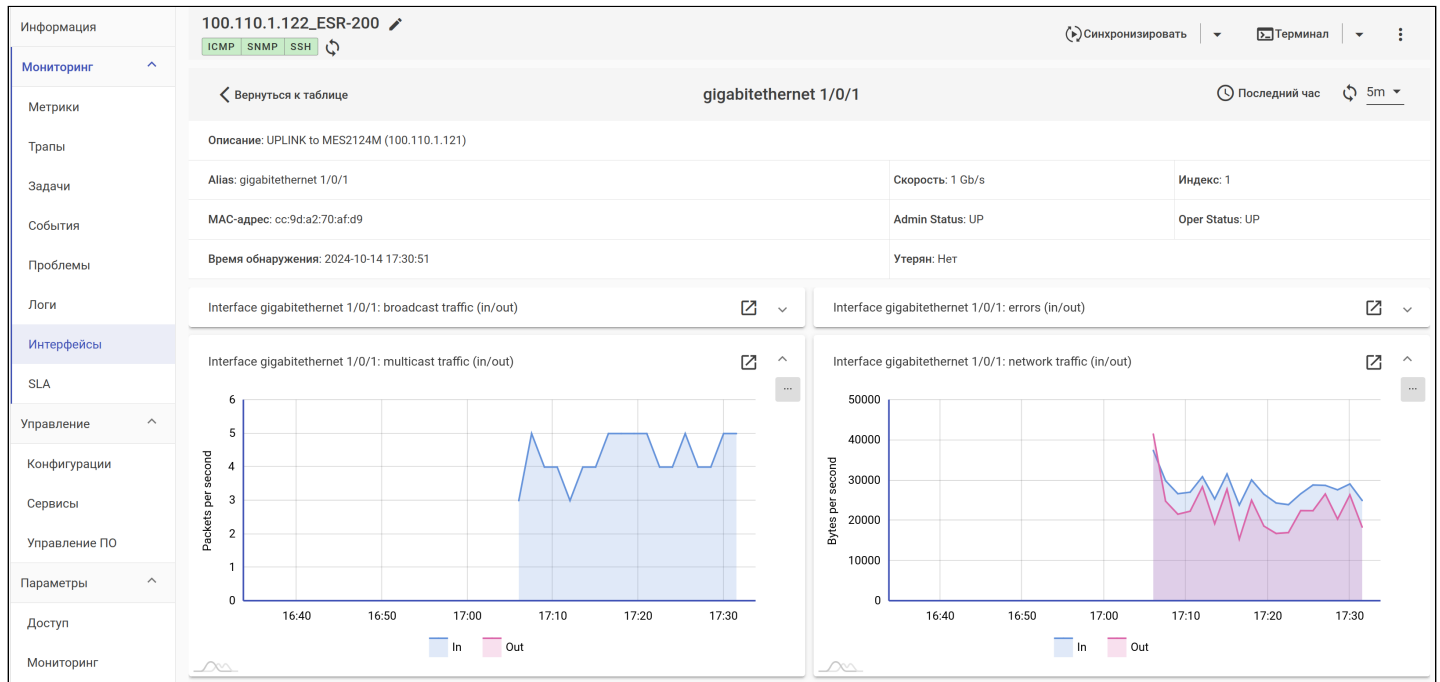 Информация
Мониторинг
Метрики
Трапы
Задачи
События
Проблемы
Логи
Интерфейсы
SLA
Управление
Конфигурации
Сервисы
Управление ПО
Параметры
Доступ
Мониторинг
100.110.1.122_ESR-200
ICMP SNMP SSH
Синхронизировать
Терминал
Вернуться к таблице
gigabitethernet 1/0/1
Последний час
5m
Описание: UPLINK to MES2124M (100.110.1.121)
Alias: gigabitethernet 1/0/1
Скорость: 1 Gb/s
Индекс: 1
MAC-адрес: cc:9d:a2:70:af:d9
Admin Status: UP
Oper Status: UP
Время обнаружения: 2024-10-14 17:30:51
Утерян: Нет
Interface gigabitethernet 1/0/1: broadcast traffic (in/out)
Interface gigabitethernet 1/0/1: errors (in/out)
Interface gigabitethernet 1/0/1: multicast traffic (in/out)
...
Packets per second
6
5
4
3
2
1
0
16:40 16:50 17:00 17:10 17:20 17:30
In Out
Interface gigabitethernet 1/0/1: network traffic (in/out)
...
Bytes per second
50000
40000
30000
20000
10000
0
16:40 16:50 17:00 17:10 17:20 17:30
In Out